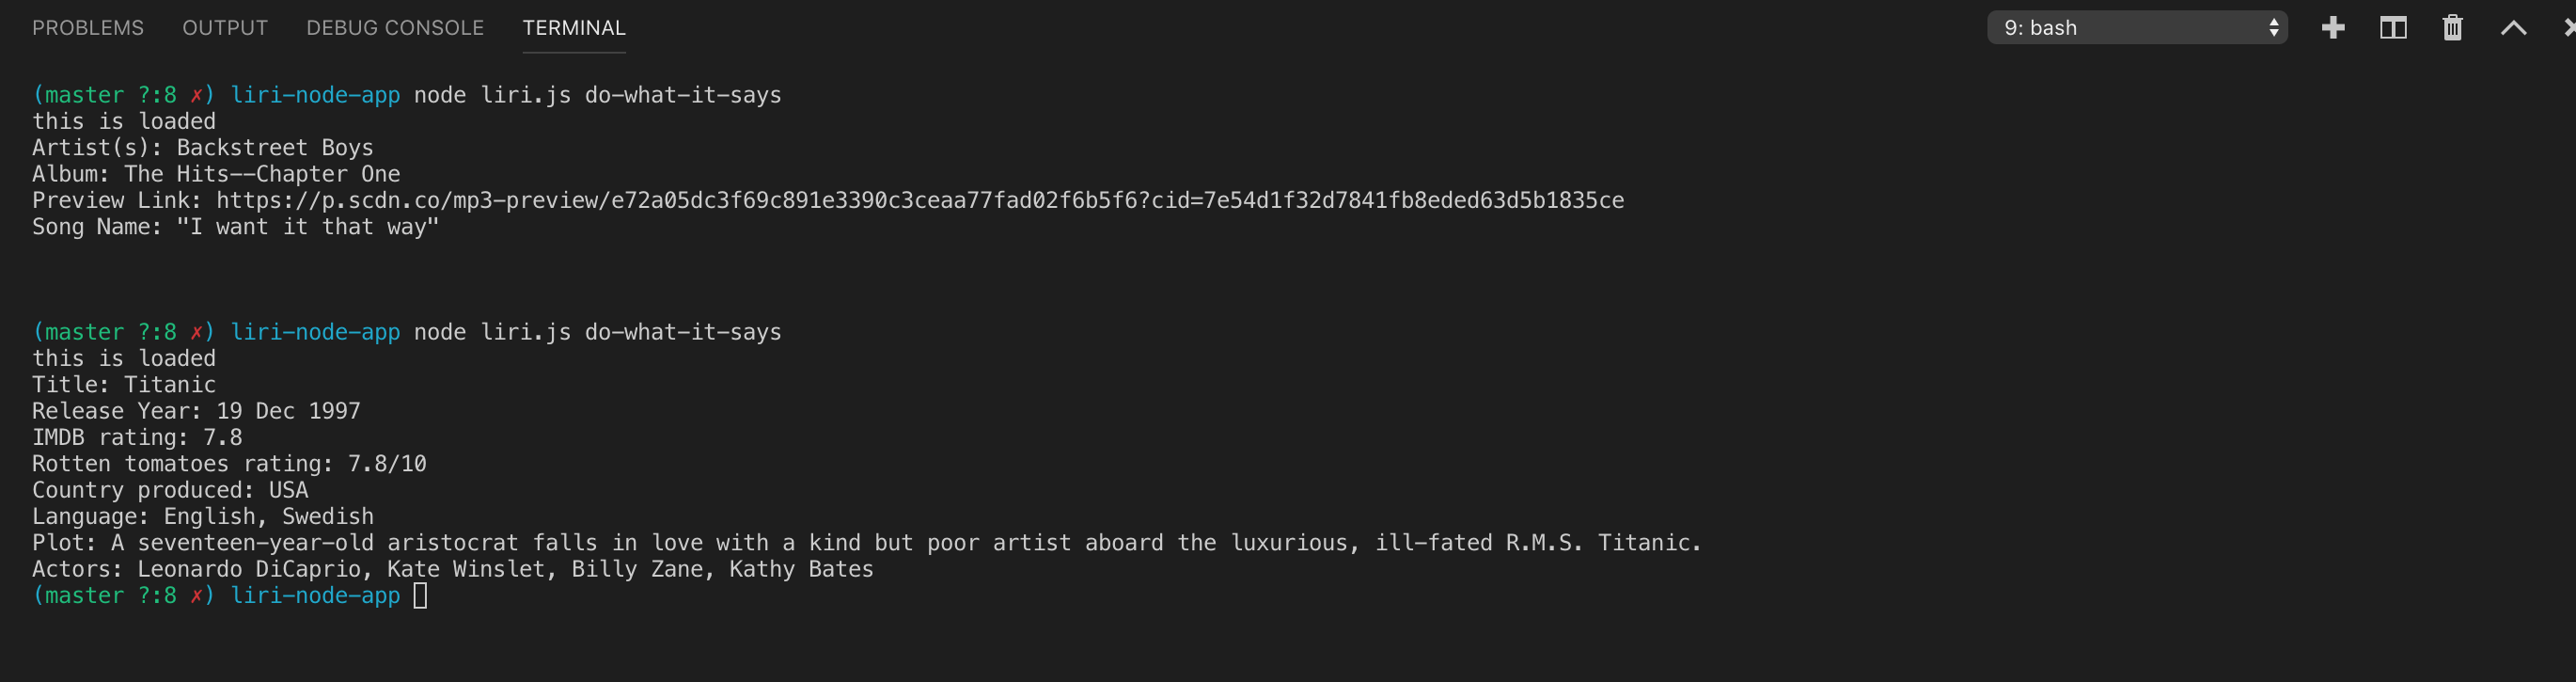 PROBLEMS OUTPUT DEBUG CONSOLE TERMINAL 9: bash
(master ?:8 ✗) liri-node-app node liri.js do-what-it-says
this is loaded
Artist(s): Backstreet Boys
Album: The Hits--Chapter One
Preview Link: https://p.scdn.co/mp3-preview/e72a05dc3f69c891e3390c3ceaa77fad02f6b5f6?cid=7e54d1f32d7841fb8eded63d5b1835ce
Song Name: "I want it that way"
(master ?:8 ✗) liri-node-app node liri.js do-what-it-says
this is loaded
Title: Titanic
Release Year: 19 Dec 1997
IMDB rating: 7.8
Rotten tomatoes rating: 7.8/10
Country produced: USA
Language: English, Swedish
Plot: A seventeen-year-old aristocrat falls in love with a kind but poor artist aboard the luxurious, ill-fated R.M.S. Titanic.
Actors: Leonardo DiCaprio, Kate Winslet, Billy Zane, Kathy Bates
(master ?:8 ✗) liri-node-app